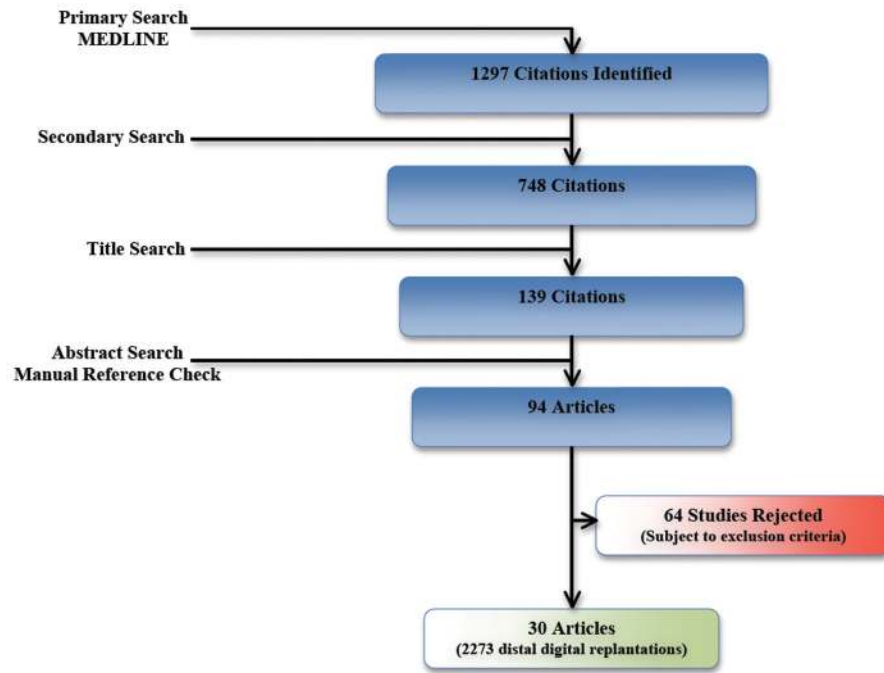 Primary Search
MEDLINE
1297 Citations Identified
Secondary Search
748 Citations
Title Search
139 Citations
Abstract Search
Manual Reference Check
94 Articles
64 Studies Rejected
(Subject to exclusion criteria)
30 Articles
(2273 distal digital replantations)